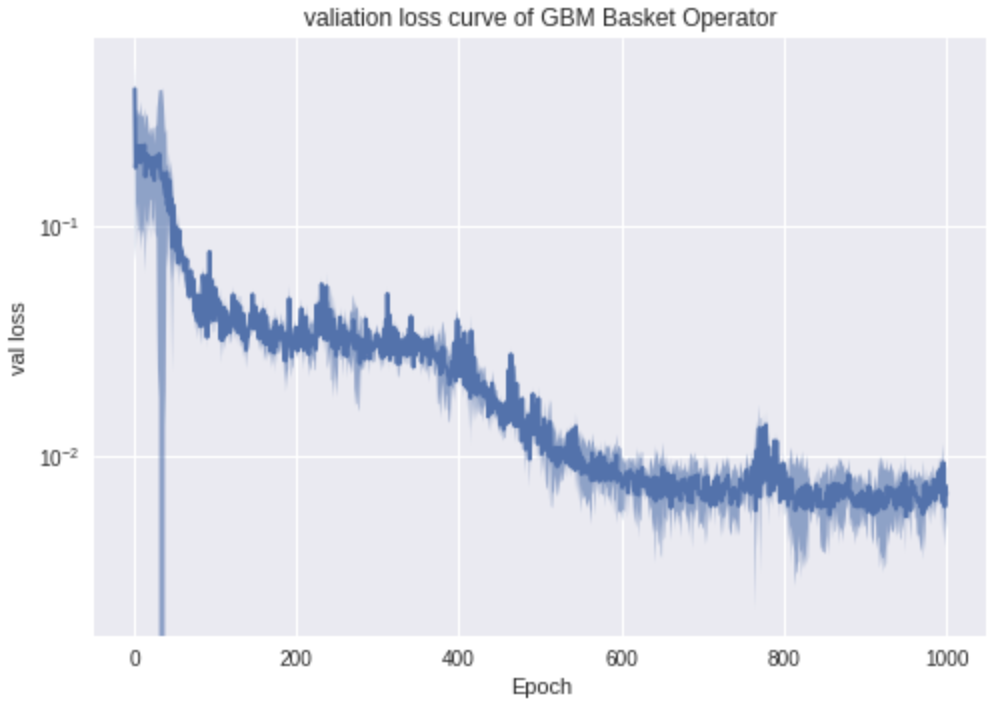 valiation loss curve of GBM Basket Operator
val loss
10⁻¹
10⁻²
0 200 400 600 800 1000
Epoch